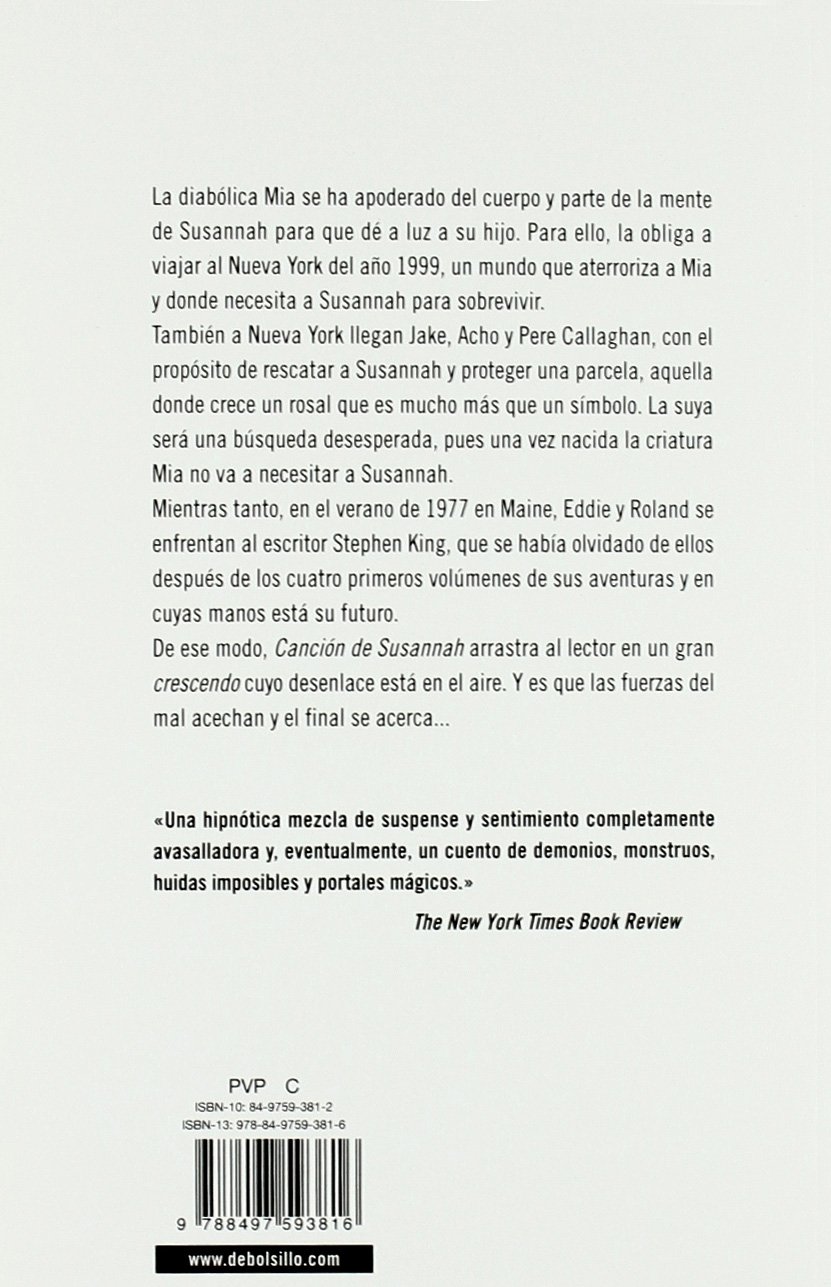 La diabólica Mia se ha apoderado del cuerpo y parte de la mente
de Susannah para que dé a luz a su hijo. Para ello, la obliga a
viajar al Nueva York del año 1999, un mundo que aterroriza a Mia
y donde necesita a Susannah para sobrevivir.
También a Nueva York llegan Jake, Acho y Pere Callaghan, con el
propósito de rescatar a Susannah y proteger una parcela, aquella
donde crece un rosal que es mucho más que un símbolo. La suya
será una búsqueda desesperada, pues una vez nacida la criatura
Mia no va a necesitar a Susannah.
Mientras tanto, en el verano de 1977 en Maine, Eddie y Roland se
enfrentan al escritor Stephen King, que se había olvidado de ellos
después de los cuatro primeros volúmenes de sus aventuras y en
cuyas manos está su futuro.
De ese modo, Canción de Susannah arrastra al lector en un gran
crescendo cuyo desenlace está en el aire. Y es que las fuerzas del
mal acechan y el final se acerca...
«Una hipnótica mezcla de suspense y sentimiento completamente
avasalladora y, eventualmente, un cuento de demonios, monstruos,
huidas imposibles y portales mágicos.»
The New York Times Book Review
PVP C
ISBN-10: 84-9759-381-2
ISBN-13: 978-84-9759-381-6
9 788497 593816
www.debolsillo.com